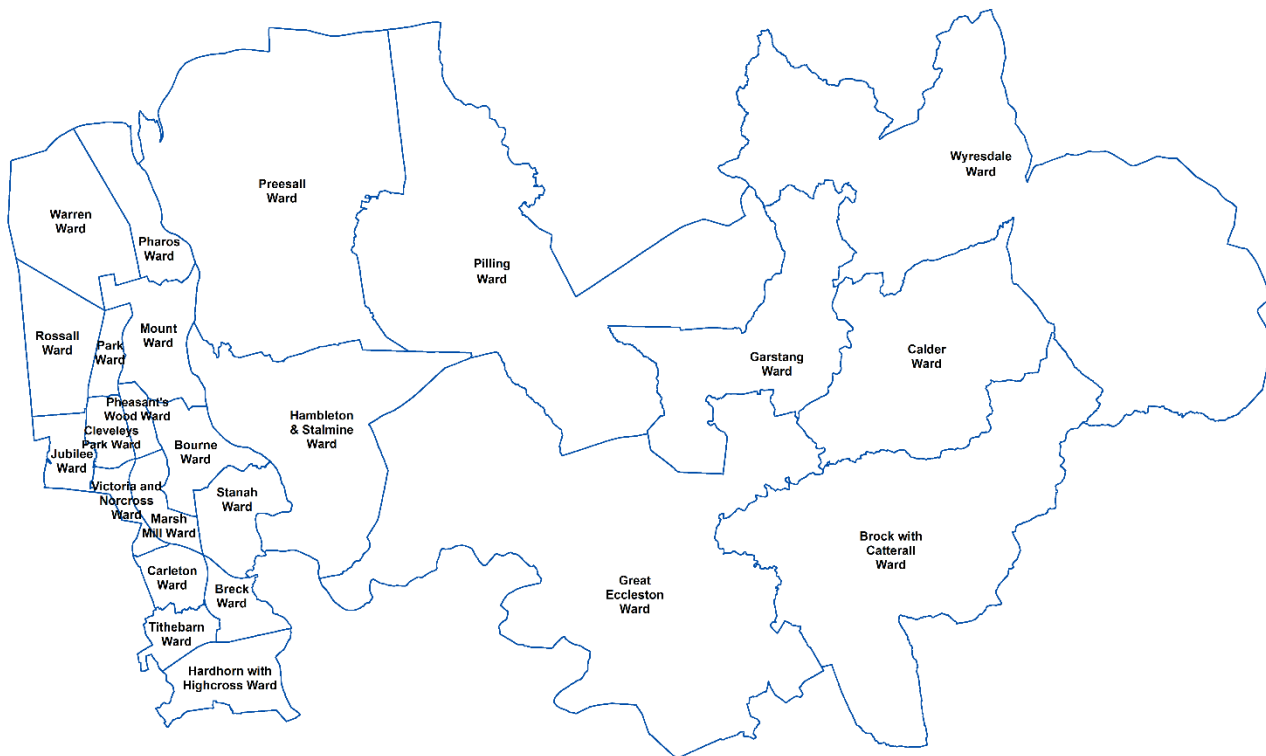 Wyresdale
Ward
Preesall
Ward
Warren
Ward
Pharos
Ward
Pilling
Ward
Rossall
Ward
Park
Ward
Mount
Ward
Garstang
Ward
Calder
Ward
Pheasant's
Wood Ward
Cleveleys
Park Ward
Hambleton
& Stalmine
Ward
Bourne
Ward
Jubilee
Ward
Victoria and
Norcross
Ward
Stanah
Ward
Marsh
Mill Ward
Brock with
Catterall
Ward
Carleton
Ward
Breck
Ward
Great
Eccleston
Ward
Tithebarn
Ward
Hardhorn with
Highcross Ward